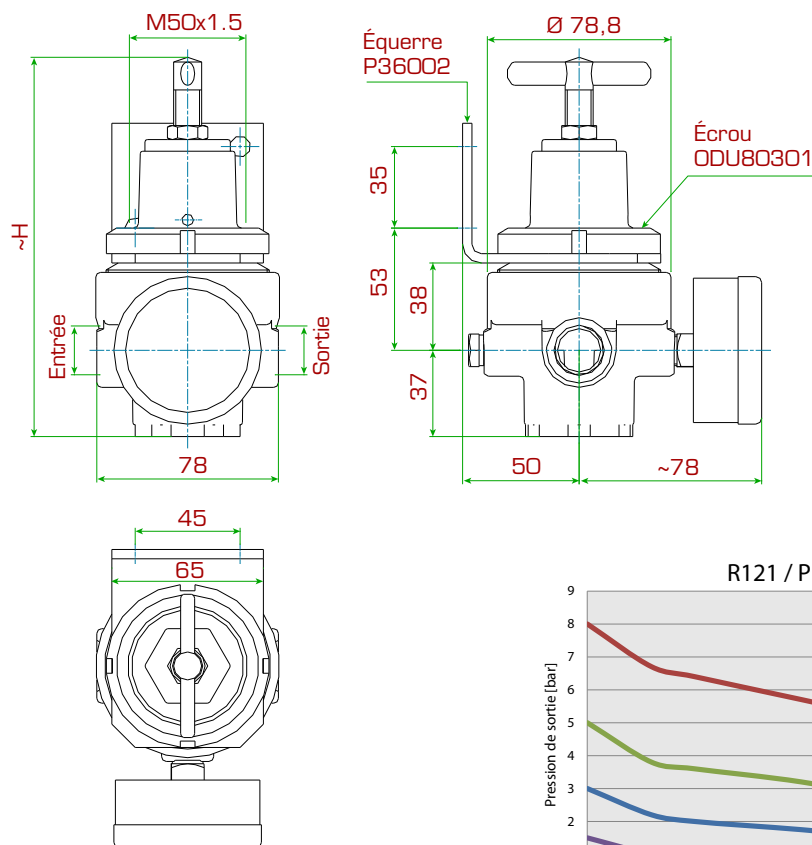 M50x1.5
~H
Entrée
Sortie
78
Équerre
P36002
Ø 78,8
Écrou
ODU80301
35
53
38
37
50
~78
45
65
R121 / P
Pression de sortie [bar]
9
8
7
6
5
4
3
2